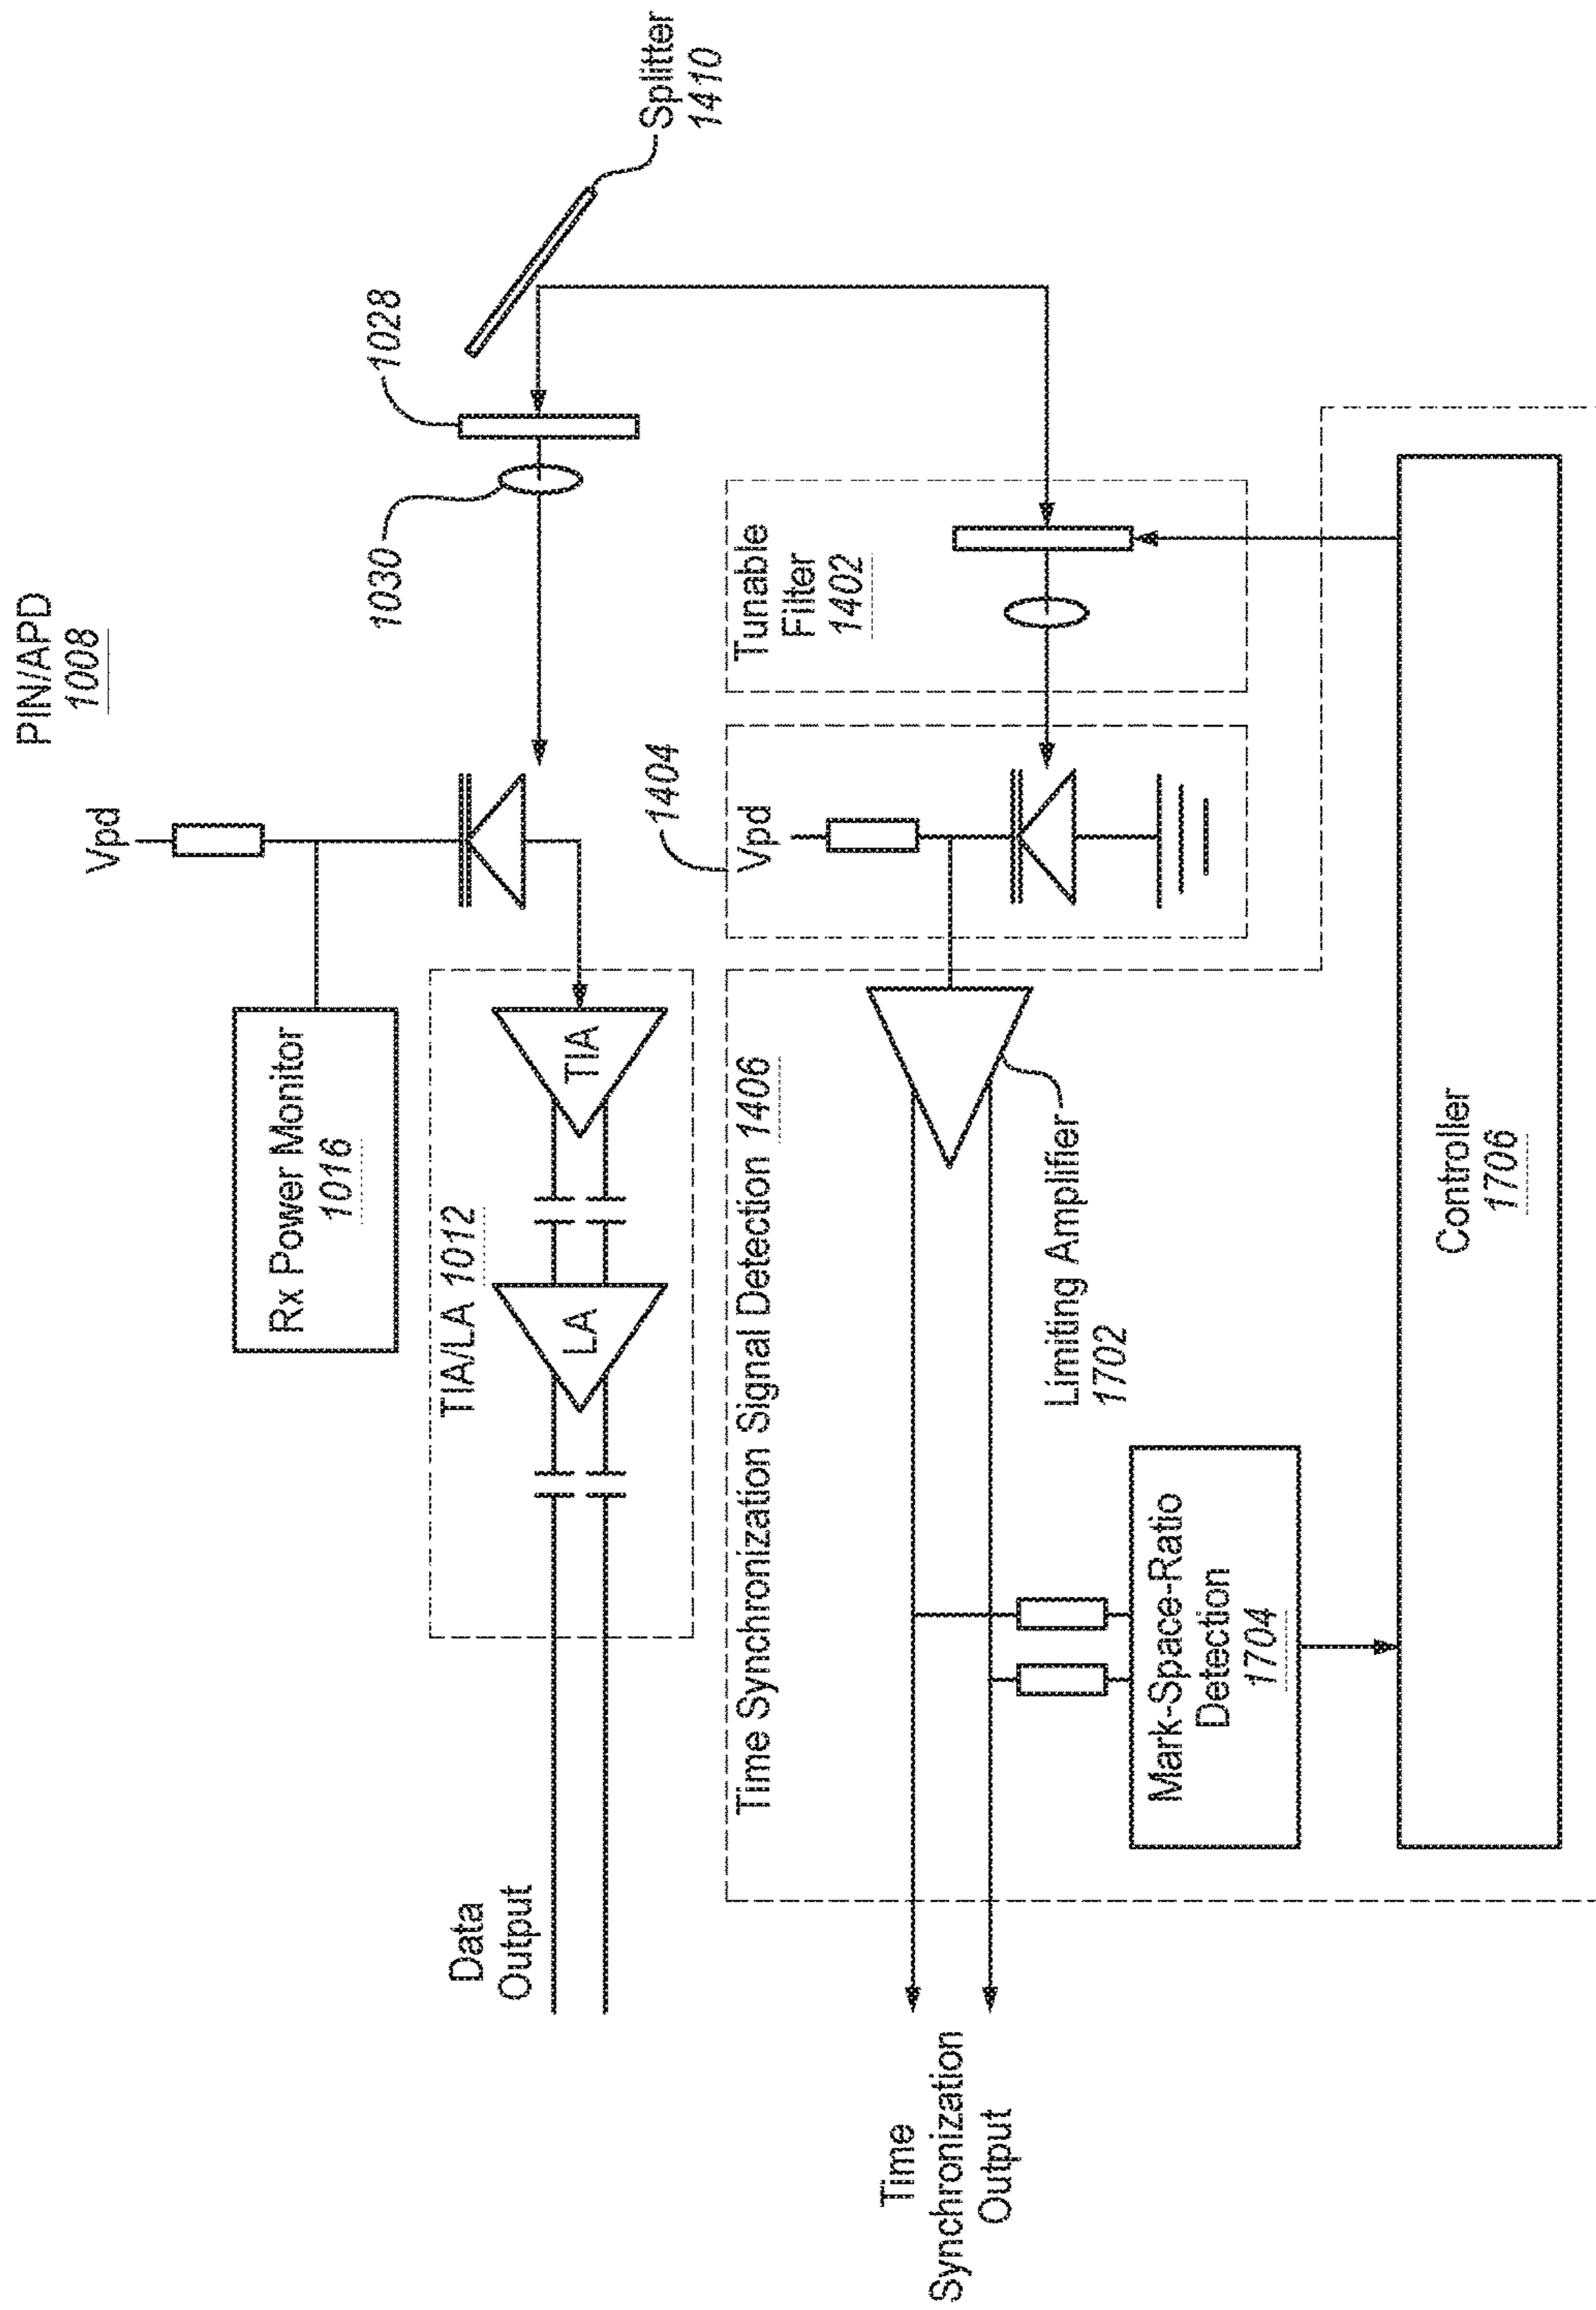 PIN/APD
1008
Vpd
Rx Power Monitor
1016
1030
1028
Splitter
1410
TIA/LA 1012
TIA
LA
Data
Output
1404
Vpd
Tunable
Filter
1402
Time Synchronization Signal Detection 1406
Limiting Amplifier
1702
Mark-Space-Ratio
Detection
1704
Time
Synchronization
Output
Controller
1706